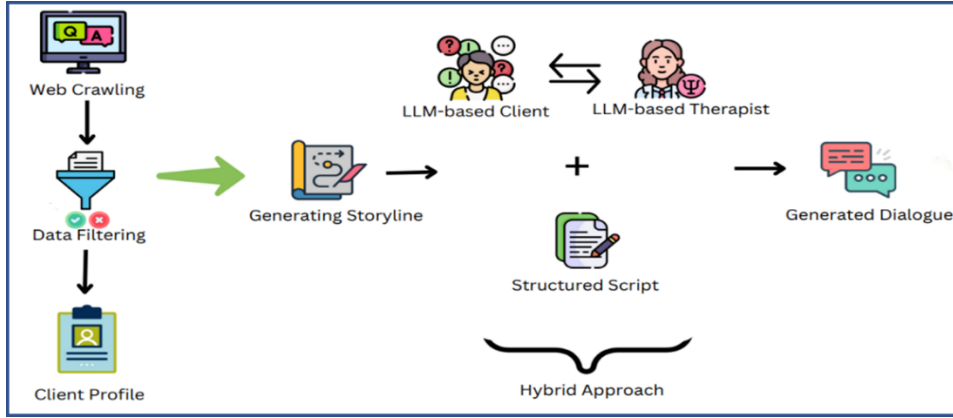 Q A
Web Crawling
LLM-based Client
LLM-based Therapist
Data Filtering
Generating Storyline
+
Generated Dialogue
Structured Script
Client Profile
Hybrid Approach